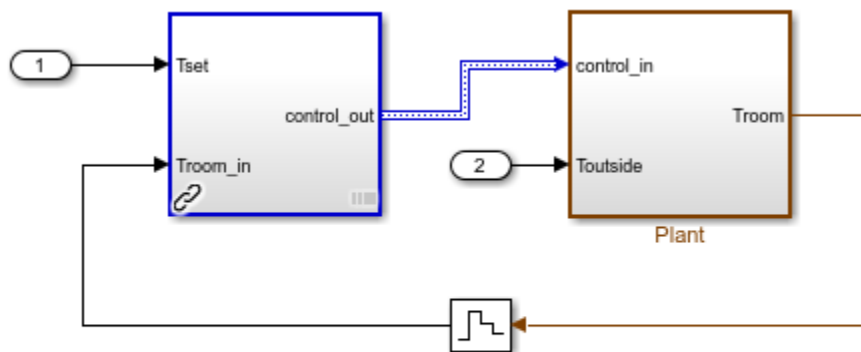 1
Tset
control_out
Troom_in
control_in
Troom
2
Toutside
Plant